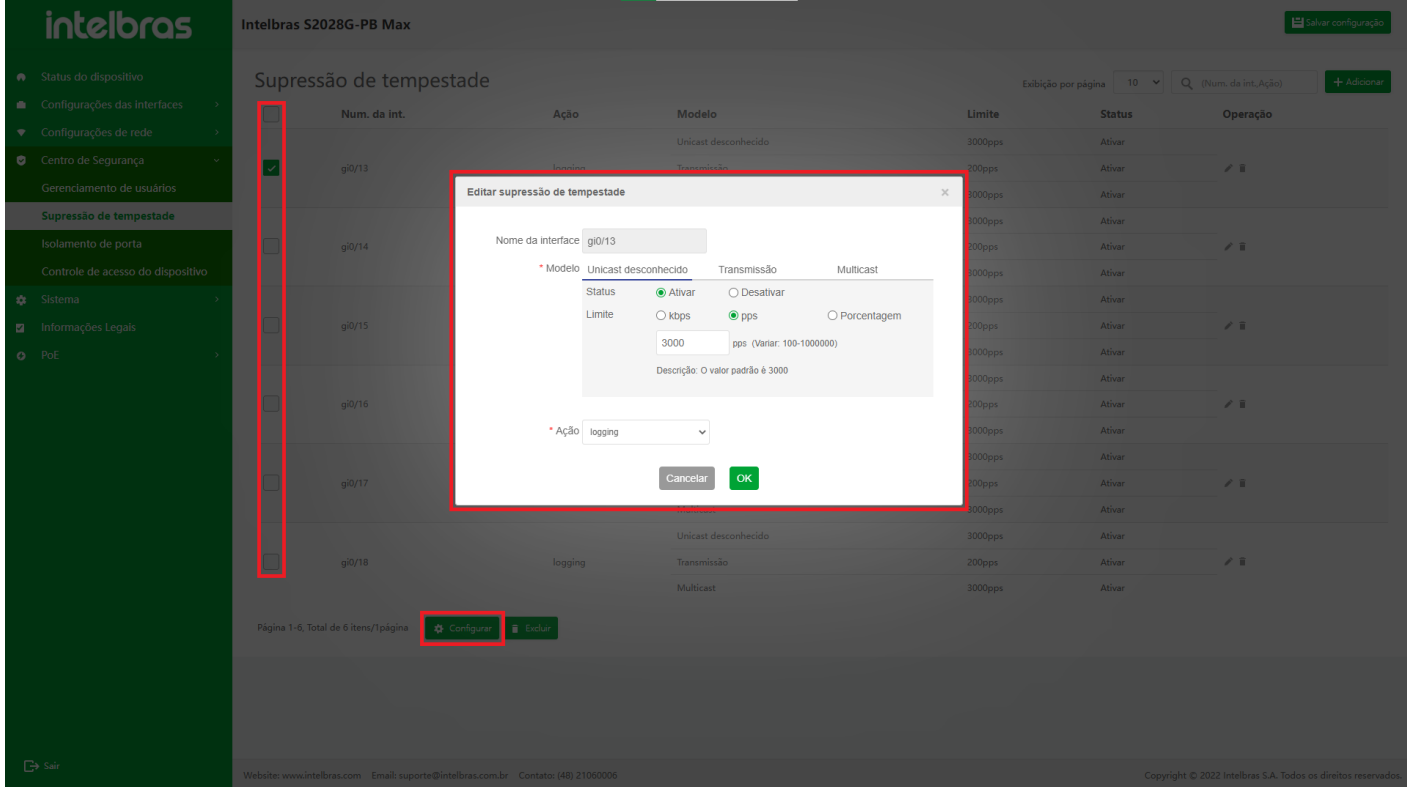 intelbras
Intelbras S2028G-PB Max
Salvar configuração
Status do dispositivo
Configurações das interfaces
Configurações de rede
Centro de Segurança
Gerenciamento de usuários
Supressão de tempestade
Isolamento de porta
Controle de acesso do dispositivo
Sistema
Informações Legais
PoE
Sair
Supressão de tempestade
Exibição por página 10 (Num. da int.,Ação) Adicionar
Num. da int. Ação Modelo Limite Status Operação
Unicast desconhecido 3000pps Ativar
gi0/13 logging Transmissão 200pps Ativar
3000pps Ativar
3000pps Ativar
gi0/14 200pps Ativar
3000pps Ativar
3000pps Ativar
gi0/15 200pps Ativar
3000pps Ativar
3000pps Ativar
gi0/16 200pps Ativar
3000pps Ativar
3000pps Ativar
gi0/17 200pps Ativar
Multicast 3000pps Ativar
Unicast desconhecido 3000pps Ativar
gi0/18 logging Transmissão 200pps Ativar
Multicast 3000pps Ativar
Editar supressão de tempestade ×
Nome da interface gi0/13
* Modelo Unicast desconhecido Transmissão Multicast
Status Ativar Desativar
Limite kbps pps Porcentagem
3000 pps (Variar: 100-1000000)
Descrição: O valor padrão é 3000
* Ação logging
Cancelar OK
Página 1-6, Total de 6 itens/1página Configurar Excluir
Website: www.intelbras.com Email: suporte@intelbras.com.br Contato: (48) 21060006
Copyright © 2022 Intelbras S.A. Todos os direitos reservados.